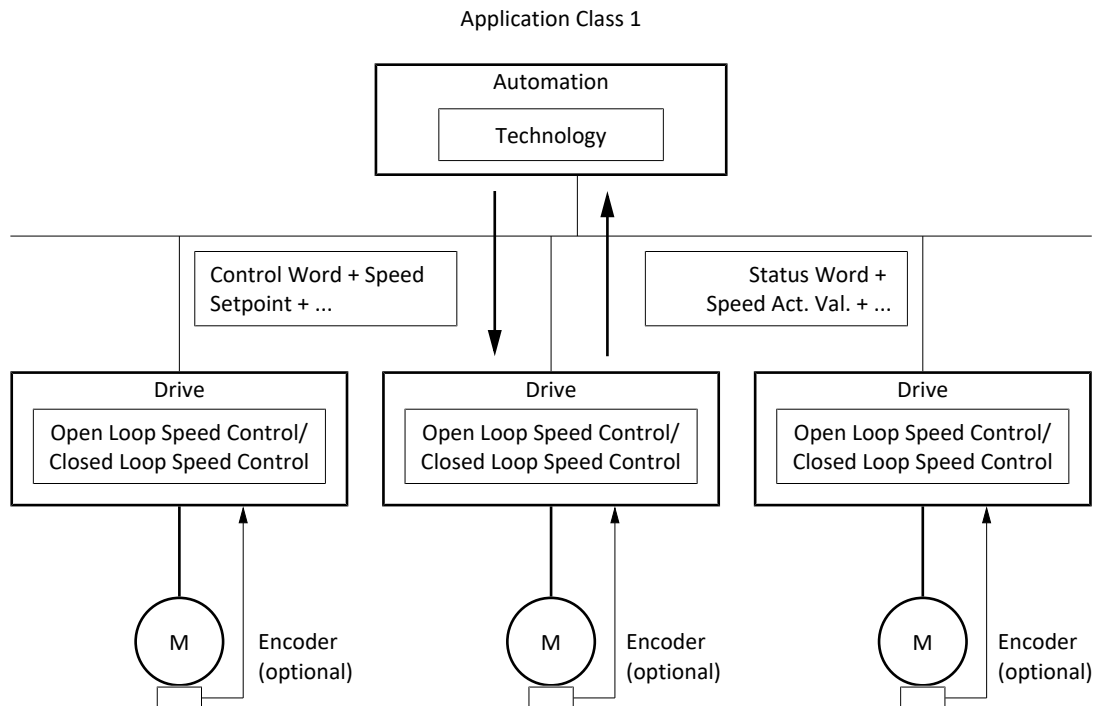 Application Class 1
Automation
Technology
Control Word + Speed
Setpoint + ...
Status Word +
Speed Act. Val. + ...
Drive
Open Loop Speed Control/
Closed Loop Speed Control
Drive
Open Loop Speed Control/
Closed Loop Speed Control
Drive
Open Loop Speed Control/
Closed Loop Speed Control
M
Encoder
(optional)
M
Encoder
(optional)
M
Encoder
(optional)